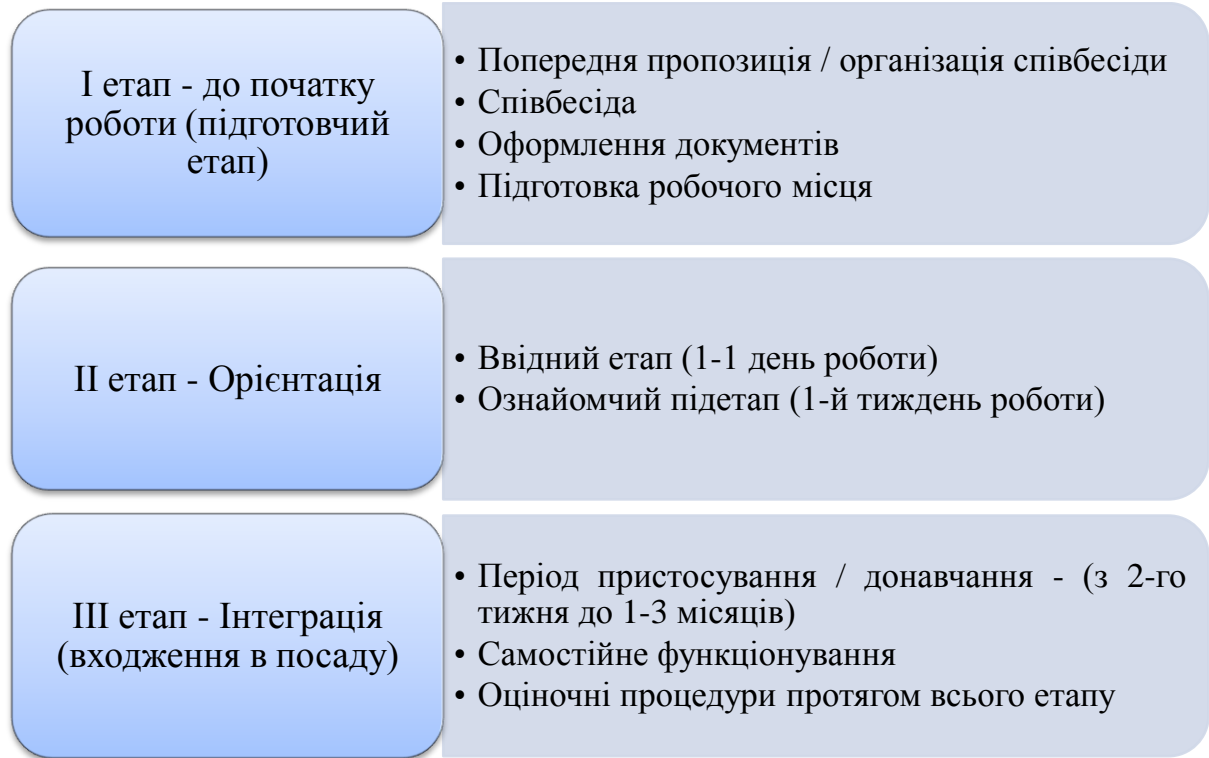 І етап - до початку
роботи (підготовчий
етап)
• Попередня пропозиція / організація співбесіди
• Співбесіда
• Оформлення документів
• Підготовка робочого місця
ІІ етап - Орієнтація
• Ввідний етап (1-1 день роботи)
• Ознайомчий підетап (1-й тиждень роботи)
ІІІ етап - Інтеграція
(входження в посаду)
• Період пристосування / донавчання - (з 2-го
тижня до 1-3 місяців)
• Самостійне функціонування
• Оціночні процедури протягом всього етапу